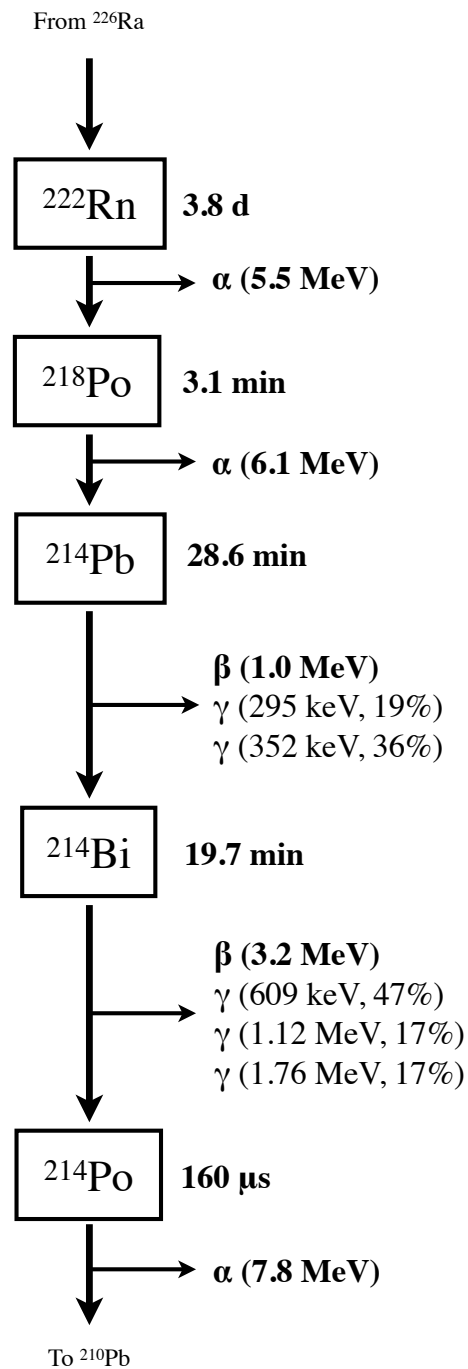 From ²²⁶Ra
²²²Rn 3.8 d
α (5.5 MeV)
²¹⁸Po 3.1 min
α (6.1 MeV)
²¹⁴Pb 28.6 min
β (1.0 MeV)
γ (295 keV, 19%)
γ (352 keV, 36%)
²¹⁴Bi 19.7 min
β (3.2 MeV)
γ (609 keV, 47%)
γ (1.12 MeV, 17%)
γ (1.76 MeV, 17%)
²¹⁴Po 160 μs
α (7.8 MeV)
To ²¹⁰Pb